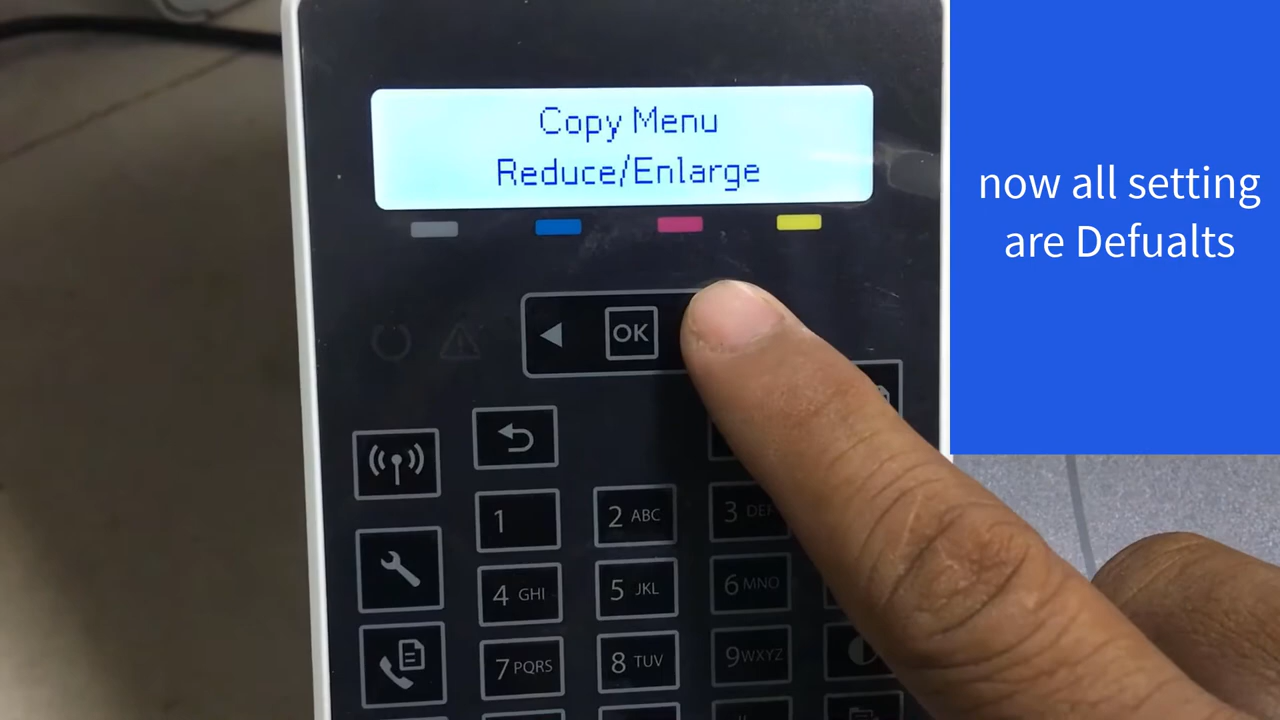 Copy Menu
Reduce/Enlarge
now all setting
are Defualts
OK
1
2 ABC
3 DEF
4 GHI
5 JKL
6 MNO
7 PQRS
8 TUV
9 WXYZ